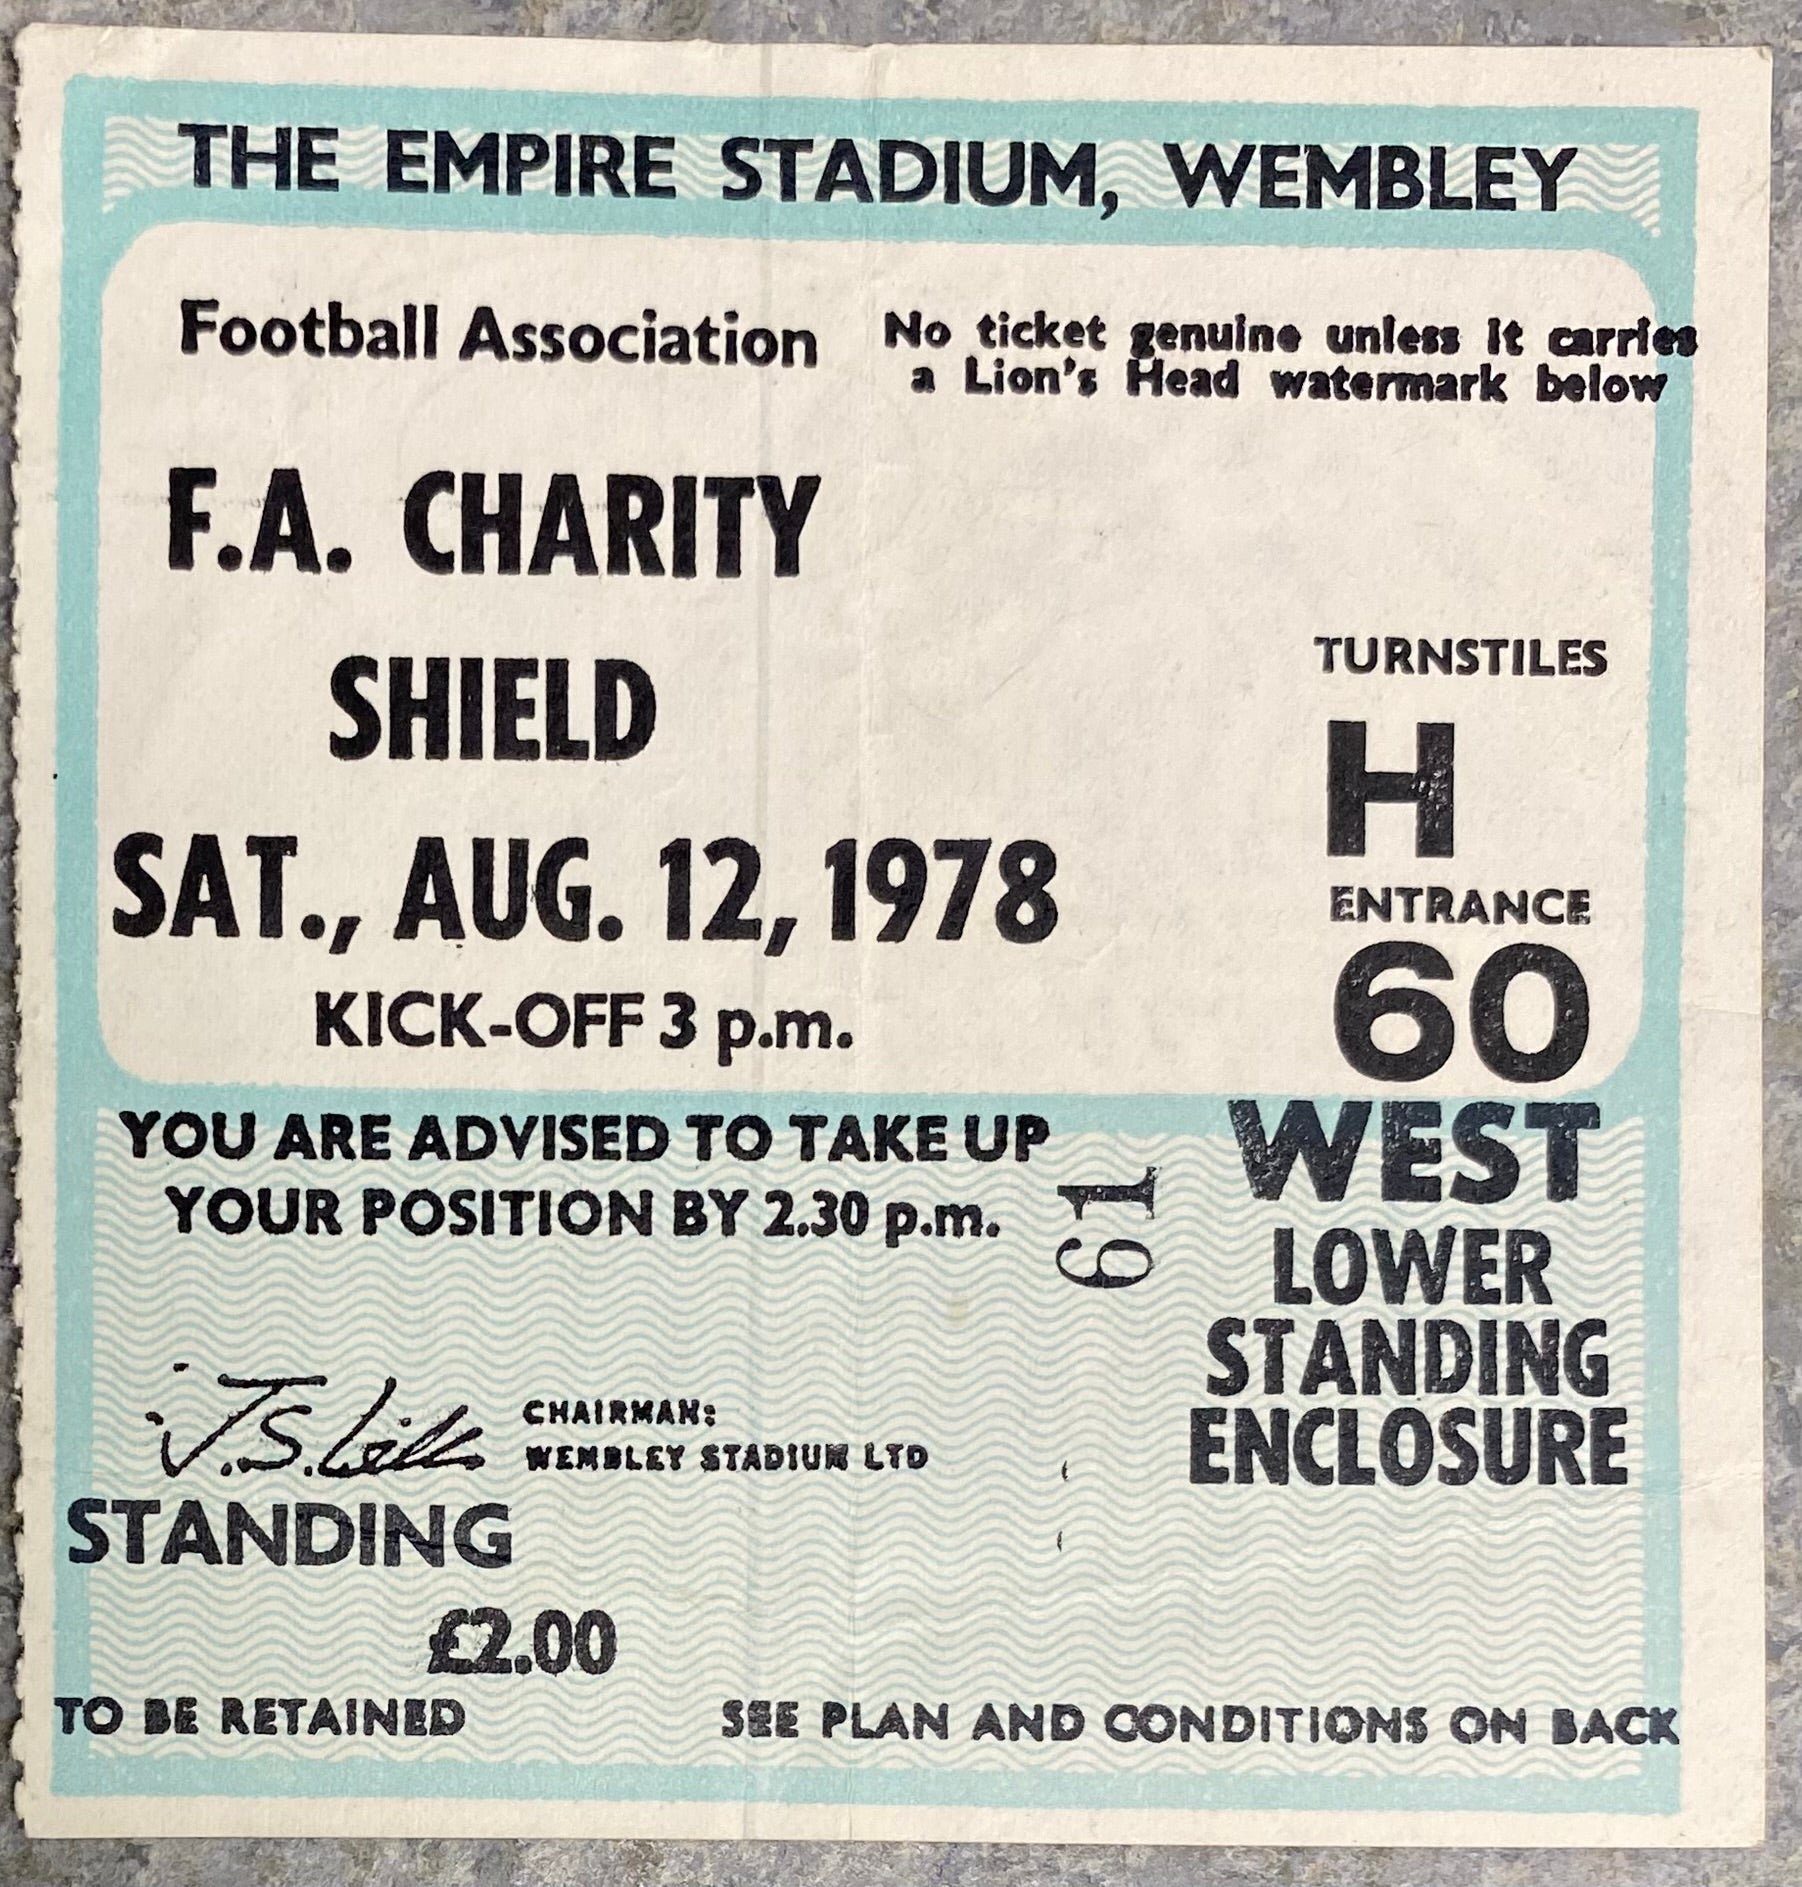 THE EMPIRE STADIUM, WEMBLEY
Football Association
No ticket genuine unless it carries
a Lion's Head watermark below
F.A. CHARITY
SHIELD
SAT., AUG. 12, 1978
KICK-OFF 3 p.m.
TURNSTILES
H
ENTRANCE
60
YOU ARE ADVISED TO TAKE UP
YOUR POSITION BY 2.30 p.m.
61
WEST
LOWER
STANDING
ENCLOSURE
CHAIRMAN:
WEMBLEY STADIUM LTD
STANDING
£2.00
TO BE RETAINED
SEE PLAN AND CONDITIONS ON BACK